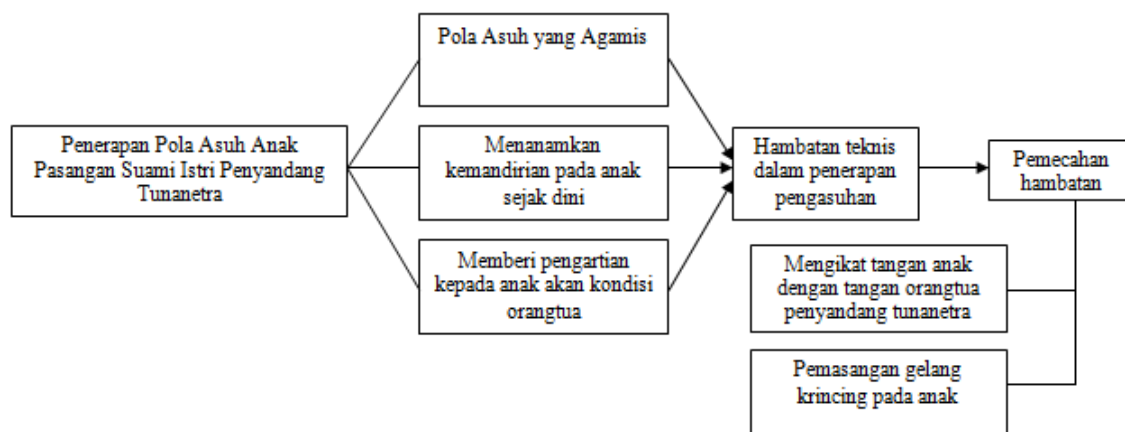 Pola Asuh yang Agamis
Penerapan Pola Asuh Anak
Pasangan Suami Istri Penyandang
Tunanetra
Menanamkan
kemandirian pada anak
sejak dini
Memberi pengartian
kepada anak akan kondisi
orangtua
Hambatan teknis
dalam penerapan
pengasuhan
Pemecahan
hambatan
Mengikat tangan anak
dengan tangan orangtua
penyandang tunanetra
Pemasangan gelang
krincing pada anak